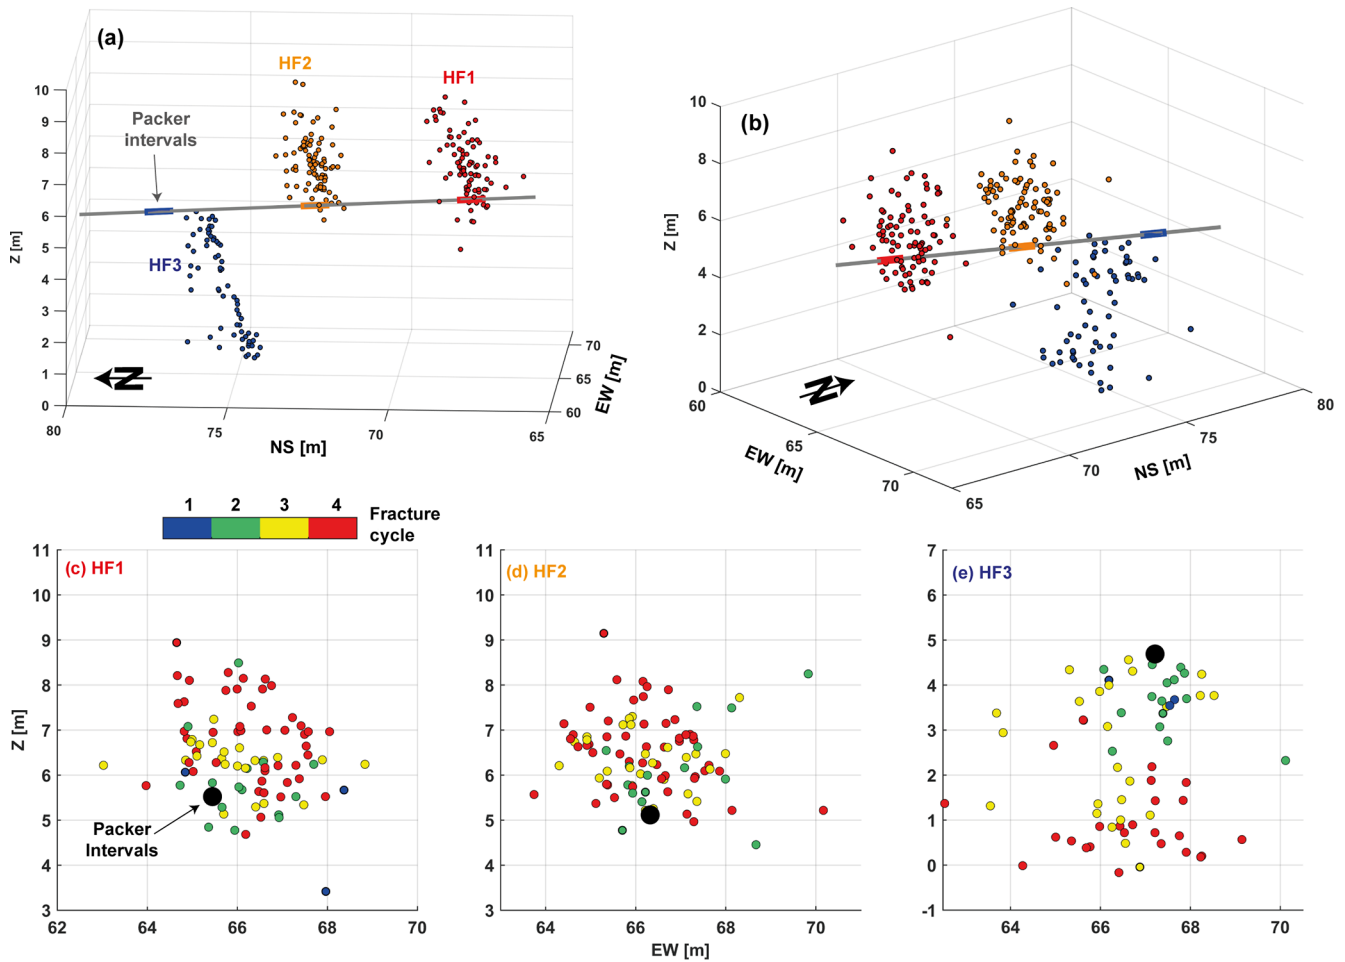 (a)
HF2
HF1
Packer
intervals
HF3
10
9
8
7
6
5
4
3
2
1
0
Z [m]
N
80
75
70
65
NS [m]
60
65
70
EW [m]
(b)
10
8
6
4
2
0
Z [m]
N
60
65
70
EW [m]
65
70
75
80
NS [m]
1 2 3 4
Fracture
cycle
(c) HF1
11
10
9
8
7
6
5
4
3
Z [m]
Packer
Intervals
62 64 66 68 70
(d) HF2
11
10
9
8
7
6
5
4
3
64 66 68 70
EW [m]
(e) HF3
7
6
5
4
3
2
1
0
-1
64 66 68 70